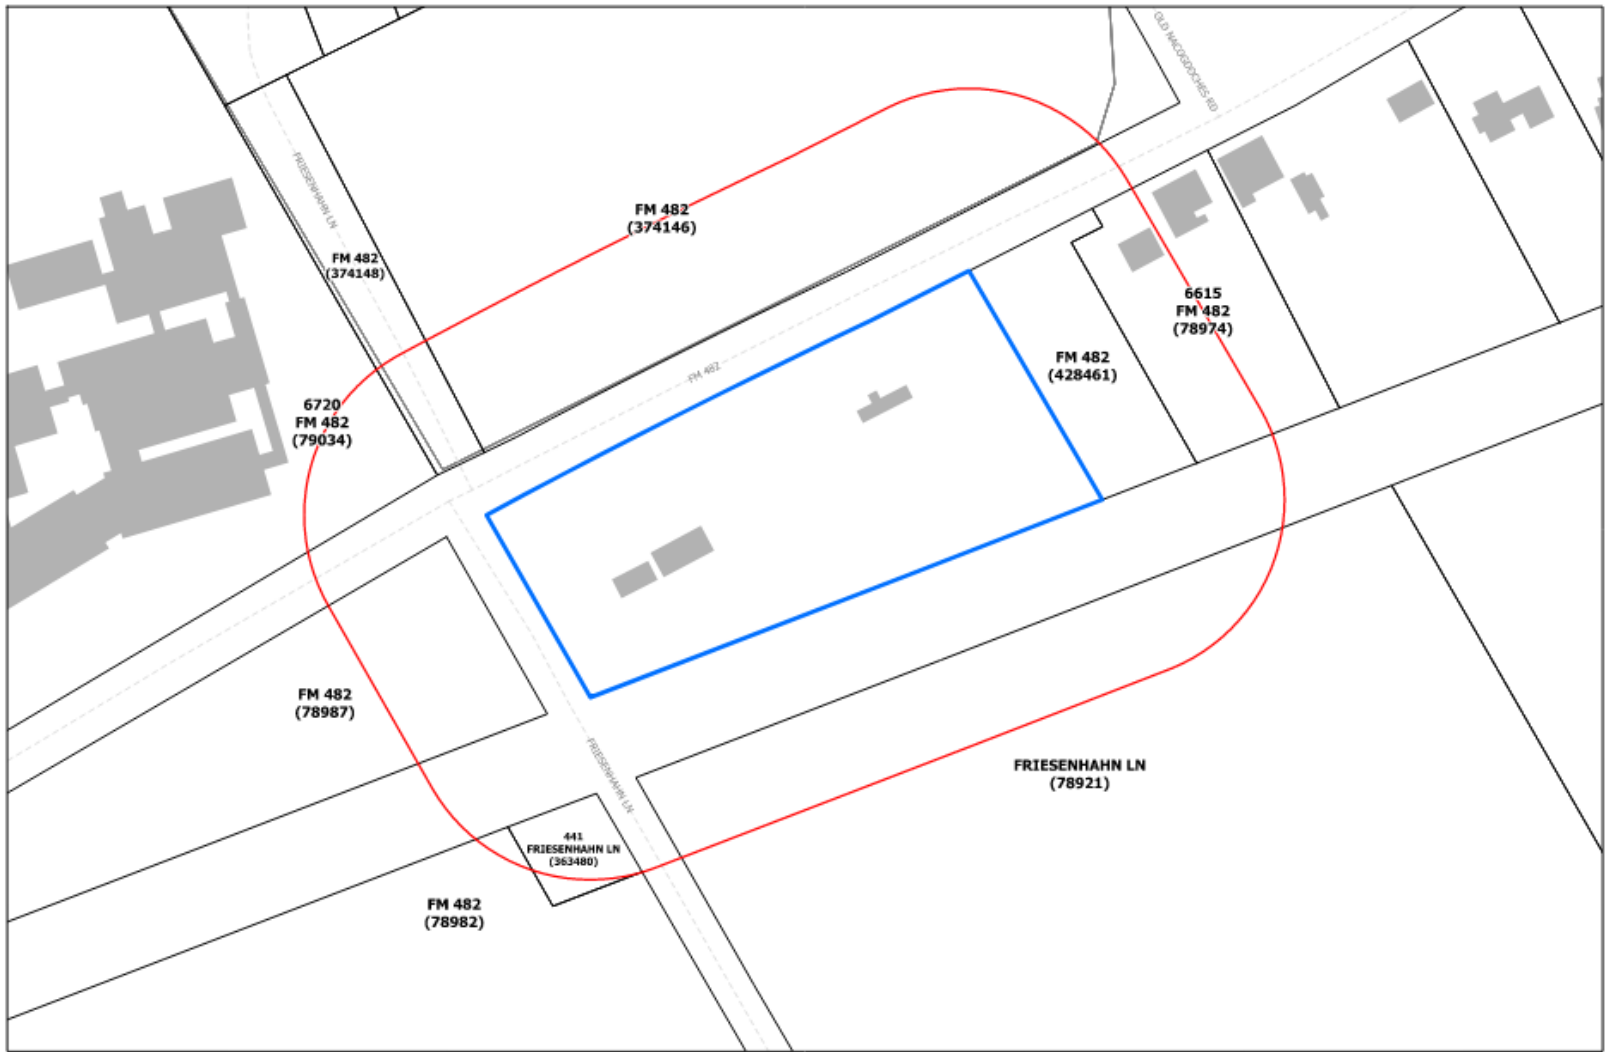 OLD NACOGDOCHES RD
FRIESENHAHN LN
FM 482
(374146)
FM 482
(374148)
6615
FM 482
(78974)
FM 482
FM 482
(428461)
6720
FM 482
(79034)
FM 482
(78987)
FRIESENHAHN LN
FRIESENHAHN LN
(78921)
441
FRIESENHAHN LN
(363480)
FM 482
(78982)